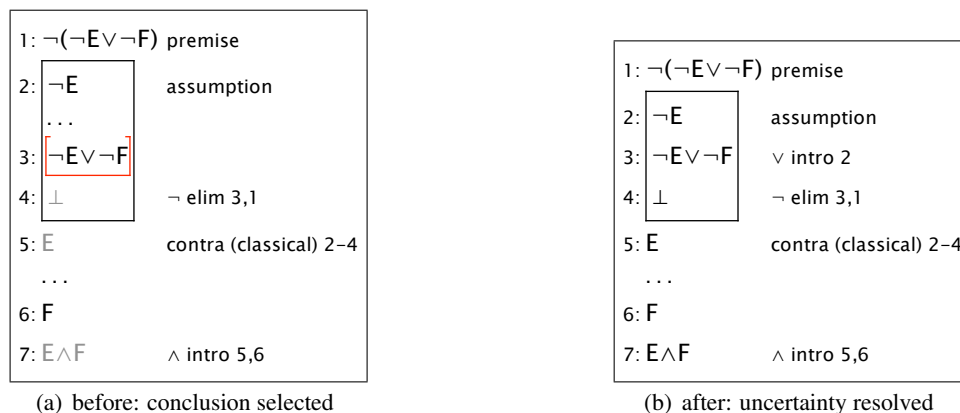 1: ¬(¬E∨¬F) premise
2: ¬E assumption
...
3: ¬E∨¬F
4: ⊥ ¬ elim 3,1
5: E contra (classical) 2–4
...
6: F
7: E∧F ∧ intro 5,6
(a) before: conclusion selected
1: ¬(¬E∨¬F) premise
2: ¬E assumption
3: ¬E∨¬F ∨ intro 2
4: ⊥ ¬ elim 3,1
5: E contra (classical) 2–4
...
6: F
7: E∧F ∧ intro 5,6
(b) after: uncertainty resolved